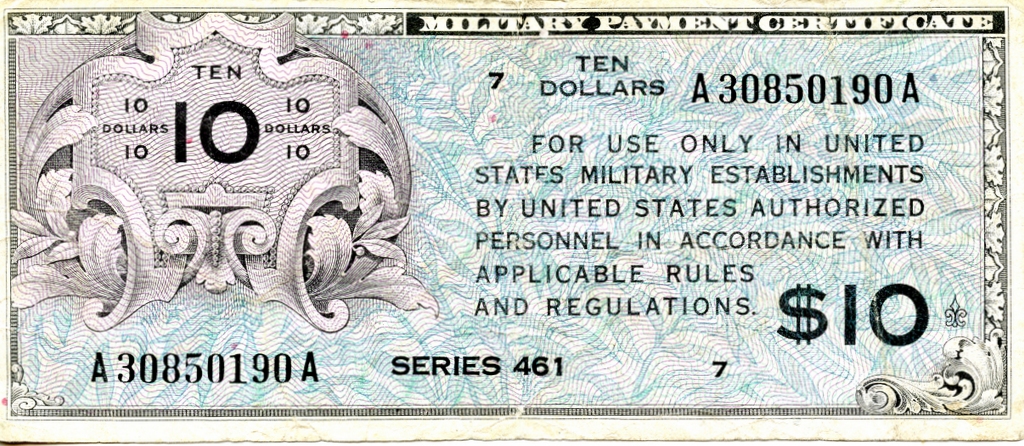 MILITARY PAYMENT CERTIFICATE
TEN
10 10
DOLLARS 10 DOLLARS
10 10
7 TEN DOLLARS A30850190A
FOR USE ONLY IN UNITED
STATES MILITARY ESTABLISHMENTS
BY UNITED STATES AUTHORIZED
PERSONNEL IN ACCORDANCE WITH
APPLICABLE RULES
AND REGULATIONS.
$10
A30850190A SERIES 461 7